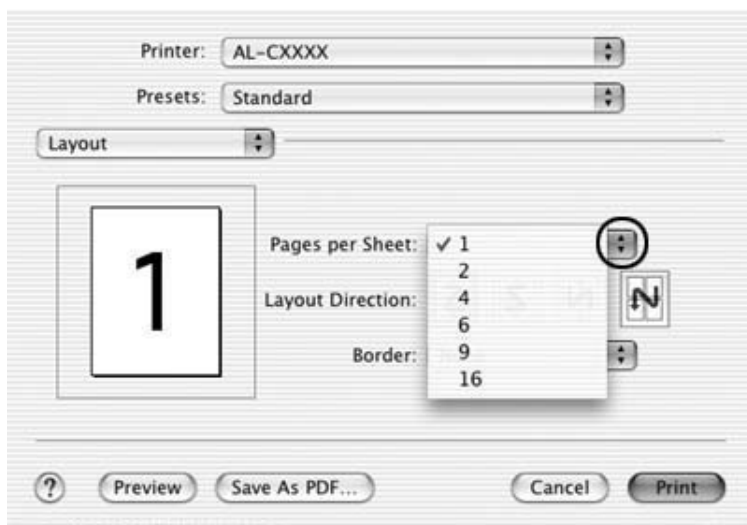 Printer: AL-CXXXX
Presets: Standard
Layout
1
Pages per Sheet: ✓ 1
2
Layout Direction: 4
6
Border: 9
16
? Preview Save As PDF... Cancel Print